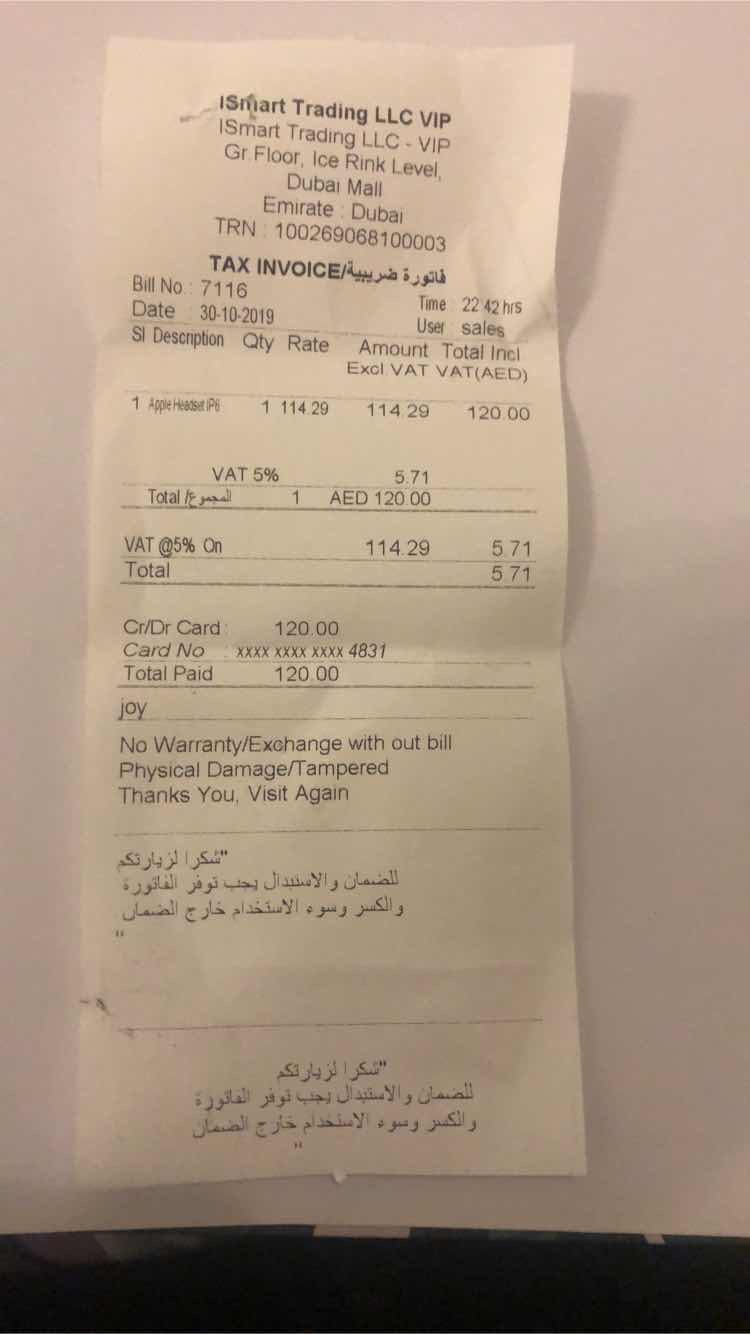 ISmart Trading LLC VIP
ISmart Trading LLC - VIP
Gr.Floor, Ice Rink Level,
Dubai Mall
Emirate : Dubai
TRN : 100269068100003
TAX INVOICE/فاتورة ضريبية
Bill No.: 7116
Time 22:42 hrs
Date 30-10-2019
User sales
Sl Description Qty Rate Amount Total Incl
Excl.VAT VAT(AED)
1 Apple Headset IP6 1 114.29 114.29 120.00
VAT 5% 5.71
Total /المجموع 1 AED 120.00
VAT @5% On 114.29 5.71
Total 5.71
Cr/Dr Card : 120.00
Card No : xxxx xxxx xxxx 4831
Total Paid 120.00
joy
No Warranty/Exchange with out bill
Physical Damage/Tampered
Thanks You, Visit Again
"شكرا لزيارتكم
للضمان والاستبدال يجب توفر الفاتورة
والكسر وسوء الاستخدام خارج الضمان
"
"شكرا لزيارتكم
للضمان والاستبدال يجب توفر الفاتورة
والكسر وسوء الاستخدام خارج الضمان
"